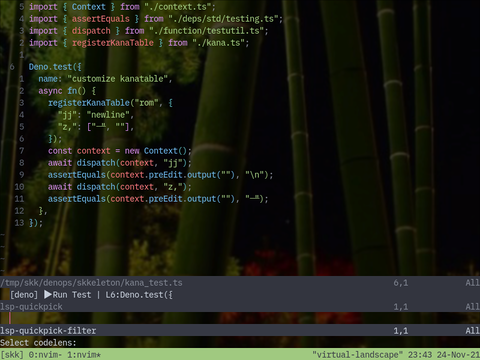 5 import { Context } from "./context.ts";
4 import { assertEquals } from "./deps/std/testing.ts";
3 import { dispatch } from "./function/testutil.ts";
2 import { registerKanaTable } from "./kana.ts";
1
6 Deno.test({
1 name: "customize kanatable",
2 async fn() {
3 registerKanaTable("rom", {
4 "jj": "newline",
5 "z,": ["―", ""],
6 });
7 const context = new Context();
8 await dispatch(context, "jj");
9 assertEquals(context.preEdit.output(""), "\n");
10 await dispatch(context, "z,");
11 assertEquals(context.preEdit.output(""), "―");
12 },
13 });
/tmp/skk/denops/skkeleton/kana_test.ts 6,1 All
[deno] ▶Run Test | L6:Deno.test({
lsp-quickpick 1,1 All
lsp-quickpick-filter 1,1 All
Select codelens:
[skk] 0:nvim- 1:nvim* "virtual-landscape" 23:43 24-Nov-21